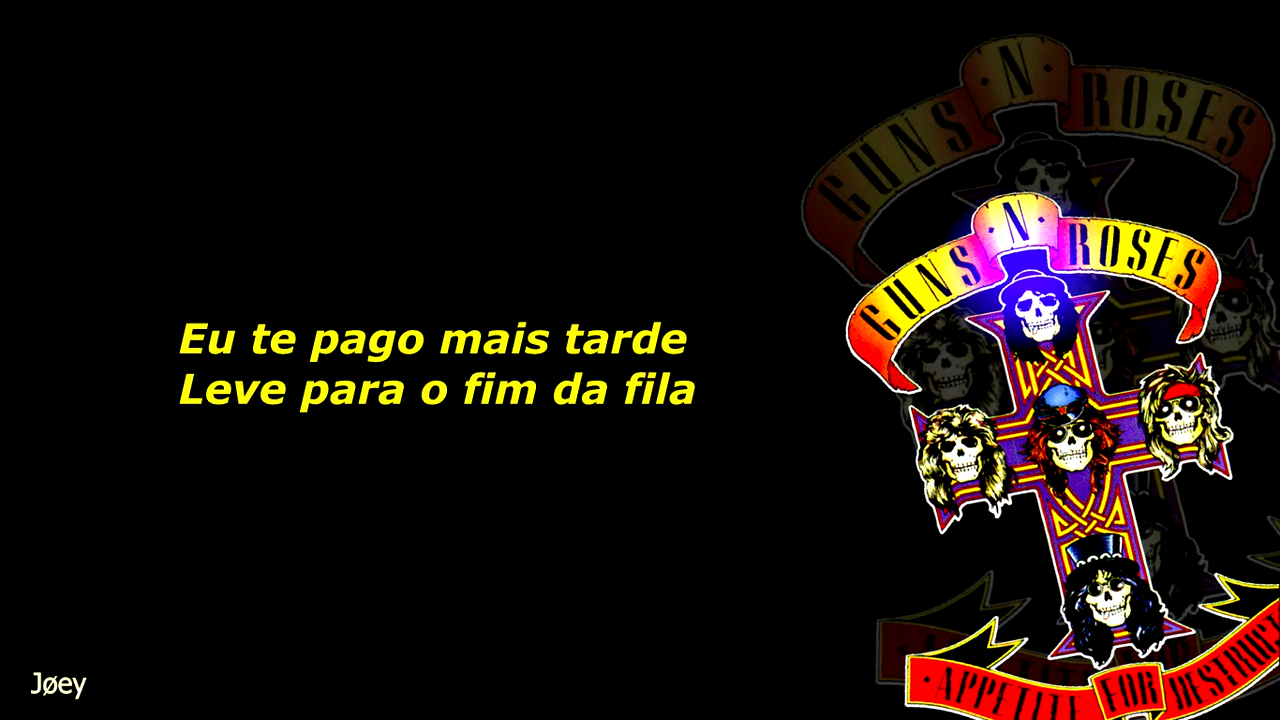 GUNS N ROSES
GUNS N ROSES
Eu te pago mais tarde
Leve para o fim da fila
APPETITE FOR DESTRUCT
Jøey